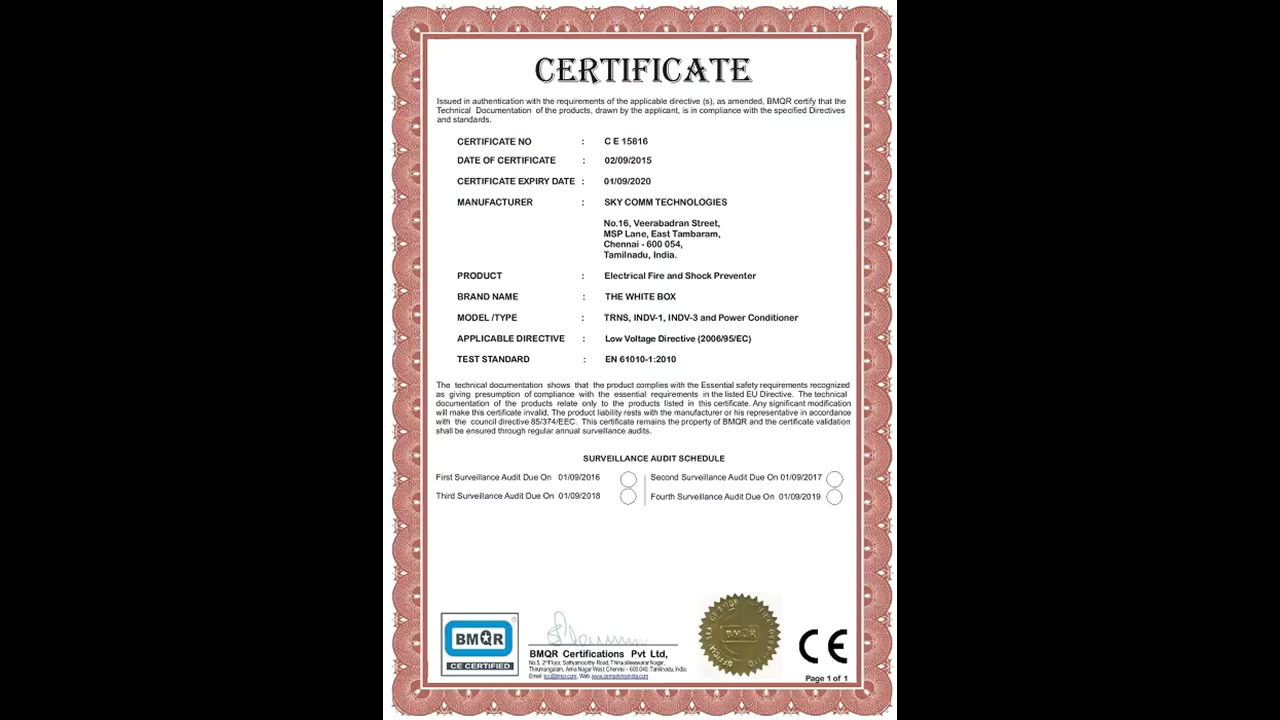 CERTIFICATE
Issued in authentication with the requirements of the applicable directive (s), as amended, BMQR certify that the
Technical Documentation of the products, drawn by the applicant, is in compliance with the specified Directives
and standards.
CERTIFICATE NO : C E 15816
DATE OF CERTIFICATE : 02/09/2015
CERTIFICATE EXPIRY DATE : 01/09/2020
MANUFACTURER : SKY COMM TECHNOLOGIES
No.16, Veerabadran Street,
MSP Lane, East Tambaram,
Chennai - 600 054,
Tamilnadu, India.
PRODUCT : Electrical Fire and Shock Preventer
BRAND NAME : THE WHITE BOX
MODEL /TYPE : TRNS, INDV-1, INDV-3 and Power Conditioner
APPLICABLE DIRECTIVE : Low Voltage Directive (2006/95/EC)
TEST STANDARD : EN 61010-1:2010
The technical documentation shows that the product complies with the Essential safety requirements recognized
as giving presumption of compliance with the essential requirements in the listed EU Directive. The technical
documentation of the products relate only to the products listed in this certificate. Any significant modification
will make this certificate invalid. The product liability rests with the manufacturer or his representative in accordance
with the council directive 85/374/EEC. This certificate remains the property of BMQR and the certificate validation
shall be ensured through regular annual surveillance audits.
SURVEILLANCE AUDIT SCHEDULE
First Surveillance Audit Due On 01/09/2016
Second Surveillance Audit Due On 01/09/2017
Third Surveillance Audit Due On 01/09/2018
Fourth Surveillance Audit Due On 01/09/2019
BMQR
CE CERTIFIED
BMQR Certifications Pvt Ltd,
Thirumangalam, Anna Nagar West, Chennai - 600 040, Tamilnadu, India.
BMQR
CE
Page 1 of 1